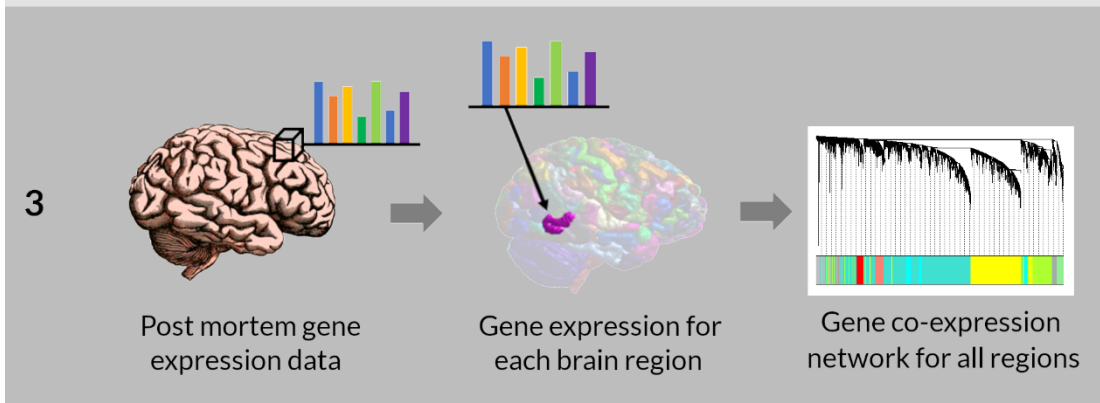 3
Post mortem gene
expression data
Gene expression for
each brain region
Gene co-expression
network for all regions